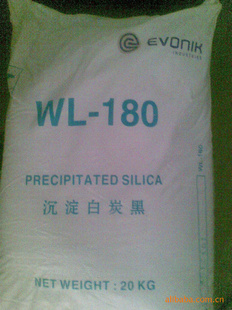 EVONIK
INDUSTRIES
WL-180
PRECIPITATED SILICA
沉淀白炭黑
NET WEIGHT : 20 KG